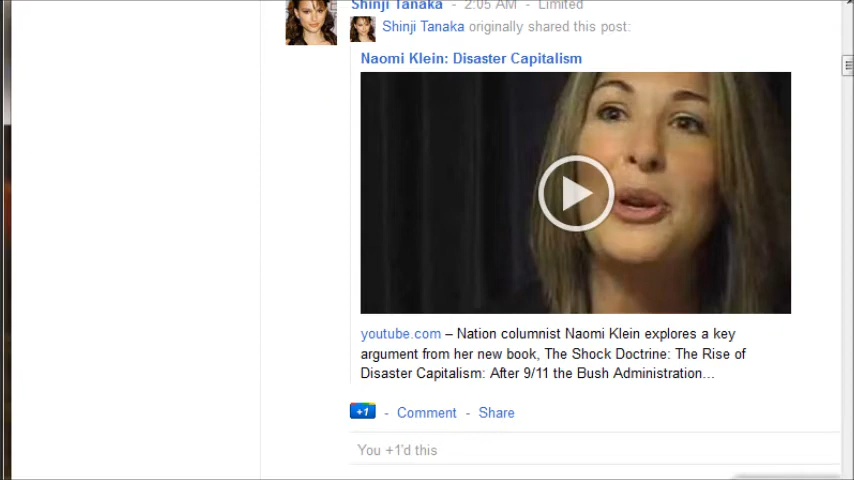 Shinji Tanaka - 2:05 AM - Limited
Shinji Tanaka originally shared this post:
Naomi Klein: Disaster Capitalism
youtube.com – Nation columnist Naomi Klein explores a key
argument from her new book, The Shock Doctrine: The Rise of
Disaster Capitalism: After 9/11 the Bush Administration...
+1 - Comment - Share
You +1'd this